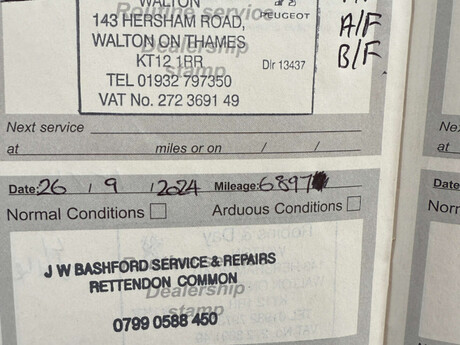 Routine service
WALTON
143 HERSHAM ROAD,
WALTON ON THAMES
KT12 1RR
TEL 01932 797350
VAT No. 272 3691 49
PEUGEOT
Dlr 13437
A/F
B/F
Dealership
stamp
Next service
at miles or on / /
Date: 26 / 9 / 2024 Mileage: 6897
Normal Conditions Arduous Conditions
J W BASHFORD SERVICE & REPAIRS
RETTENDON COMMON
Dealership
stamp
0799 0588 450
Ne
at
Date
Norm